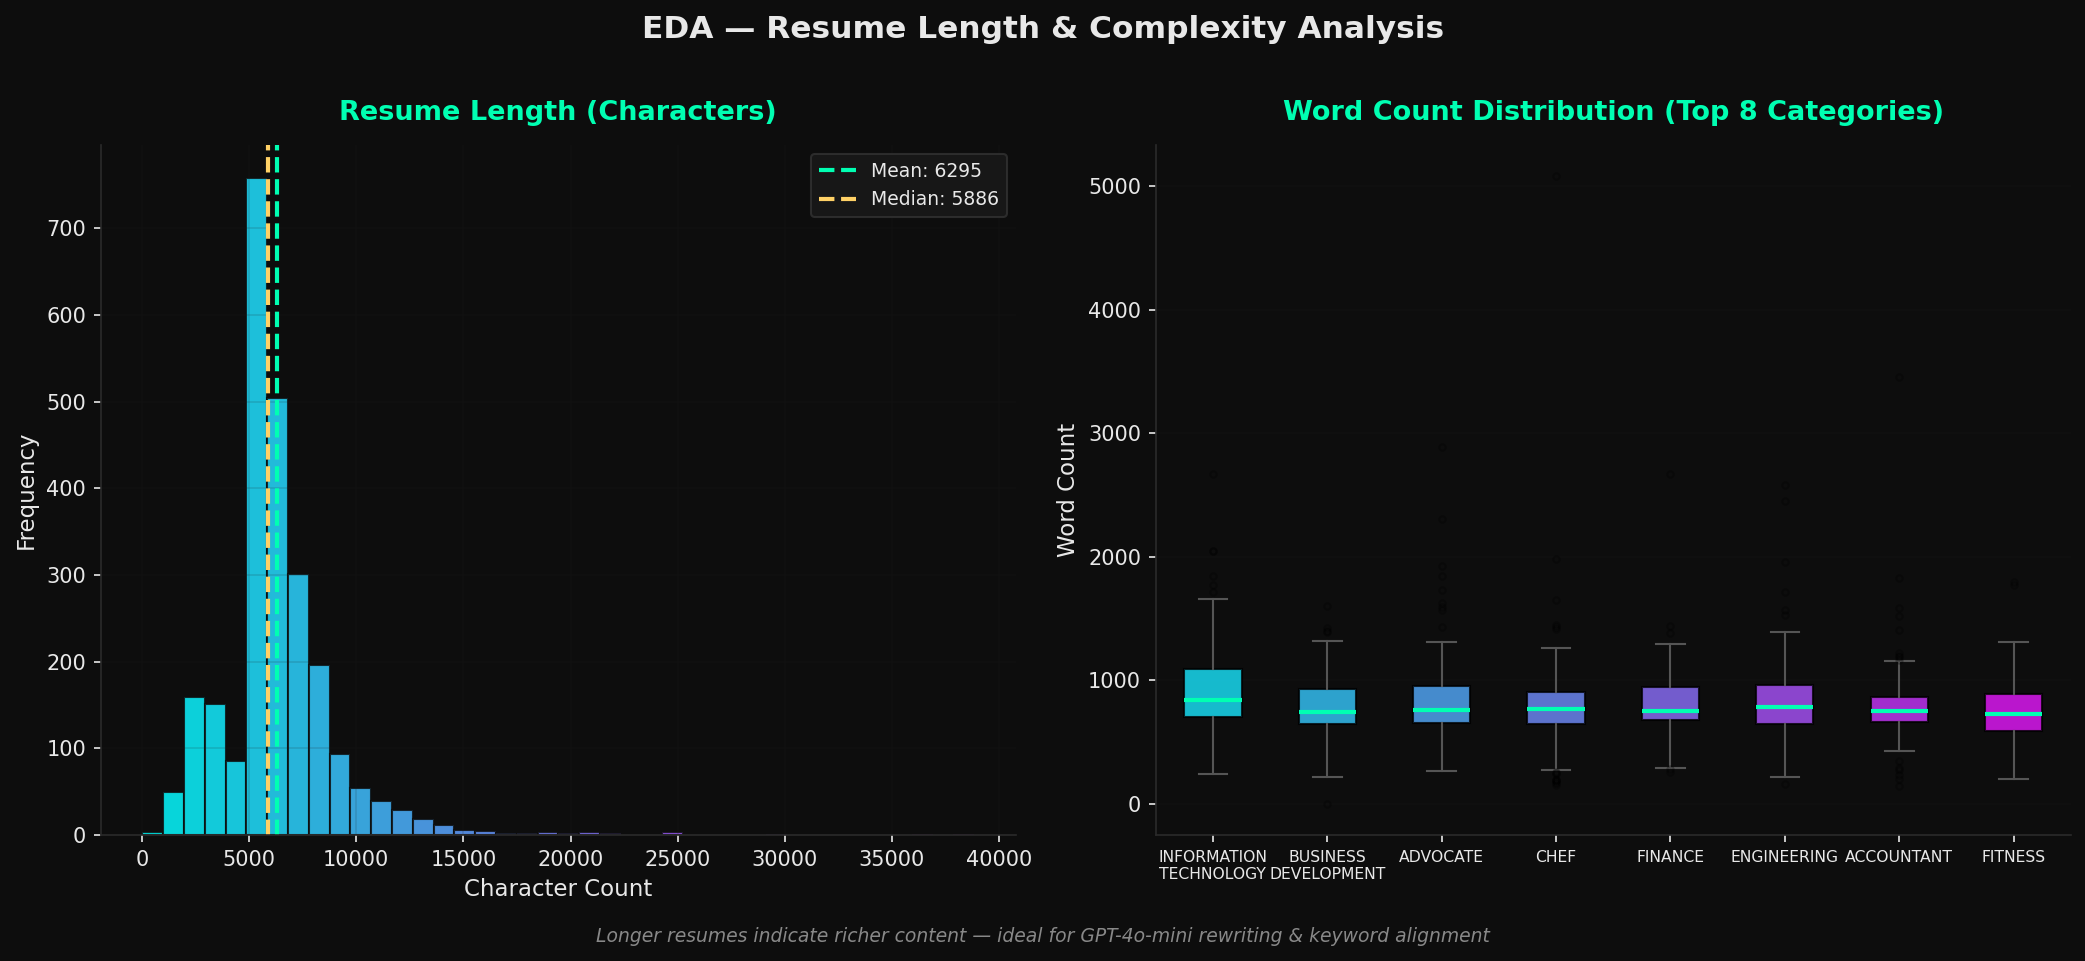 EDA — Resume Length & Complexity Analysis
Resume Length (Characters)
Mean: 6295
Median: 5886
700
600
500
400
300
200
100
0
Frequency
0 5000 10000 15000 20000 25000 30000 35000 40000
Character Count
Word Count Distribution (Top 8 Categories)
5000
4000
3000
2000
1000
0
Word Count
INFORMATION BUSINESS ADVOCATE CHEF FINANCE ENGINEERING ACCOUNTANT FITNESS
TECHNOLOGY DEVELOPMENT
Longer resumes indicate richer content — ideal for GPT-4o-mini rewriting & keyword alignment